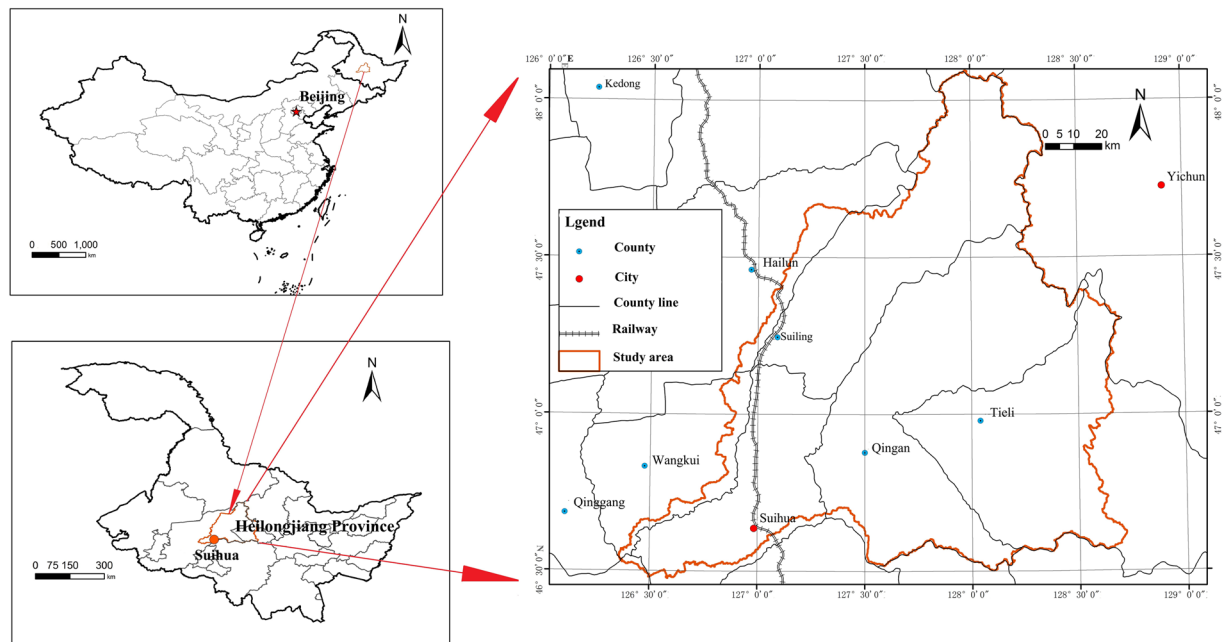 N
Beijing
0 500 1,000
km
N
Heilongjiang Province
Suihua
0 75 150 300
km
126° 0′ 0″E
126° 30′ 0″
127° 0′ 0″
127° 30′ 0″
128° 0′ 0″
128° 30′ 0″
129° 0′ 0″
Kedong
N
0 5 10 20
km
48° 0′ 0″
48° 0′ 0″
Yichun
Lgend
County
City
County line
Railway
Study area
Hailun
47° 30′ 0″
47° 30′ 0″
Suiling
47° 0′ 0″
47° 0′ 0″
Tieli
Qingan
Wangkui
Qinggang
Suihua
46° 30′ 0″ N
46° 30′ 0″
126° 30′ 0″
127° 0′ 0″
127° 30′ 0″
128° 0′ 0″
128° 30′ 0″
129° 0′ 0″